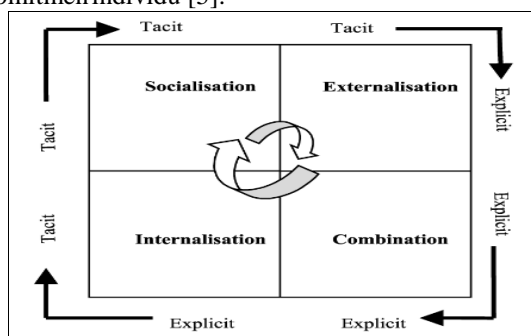 Tacit Tacit
Socialisation Externalisation
Tacit
Explicit
Tacit
Explicit
Internalisation Combination
Explicit Explicit